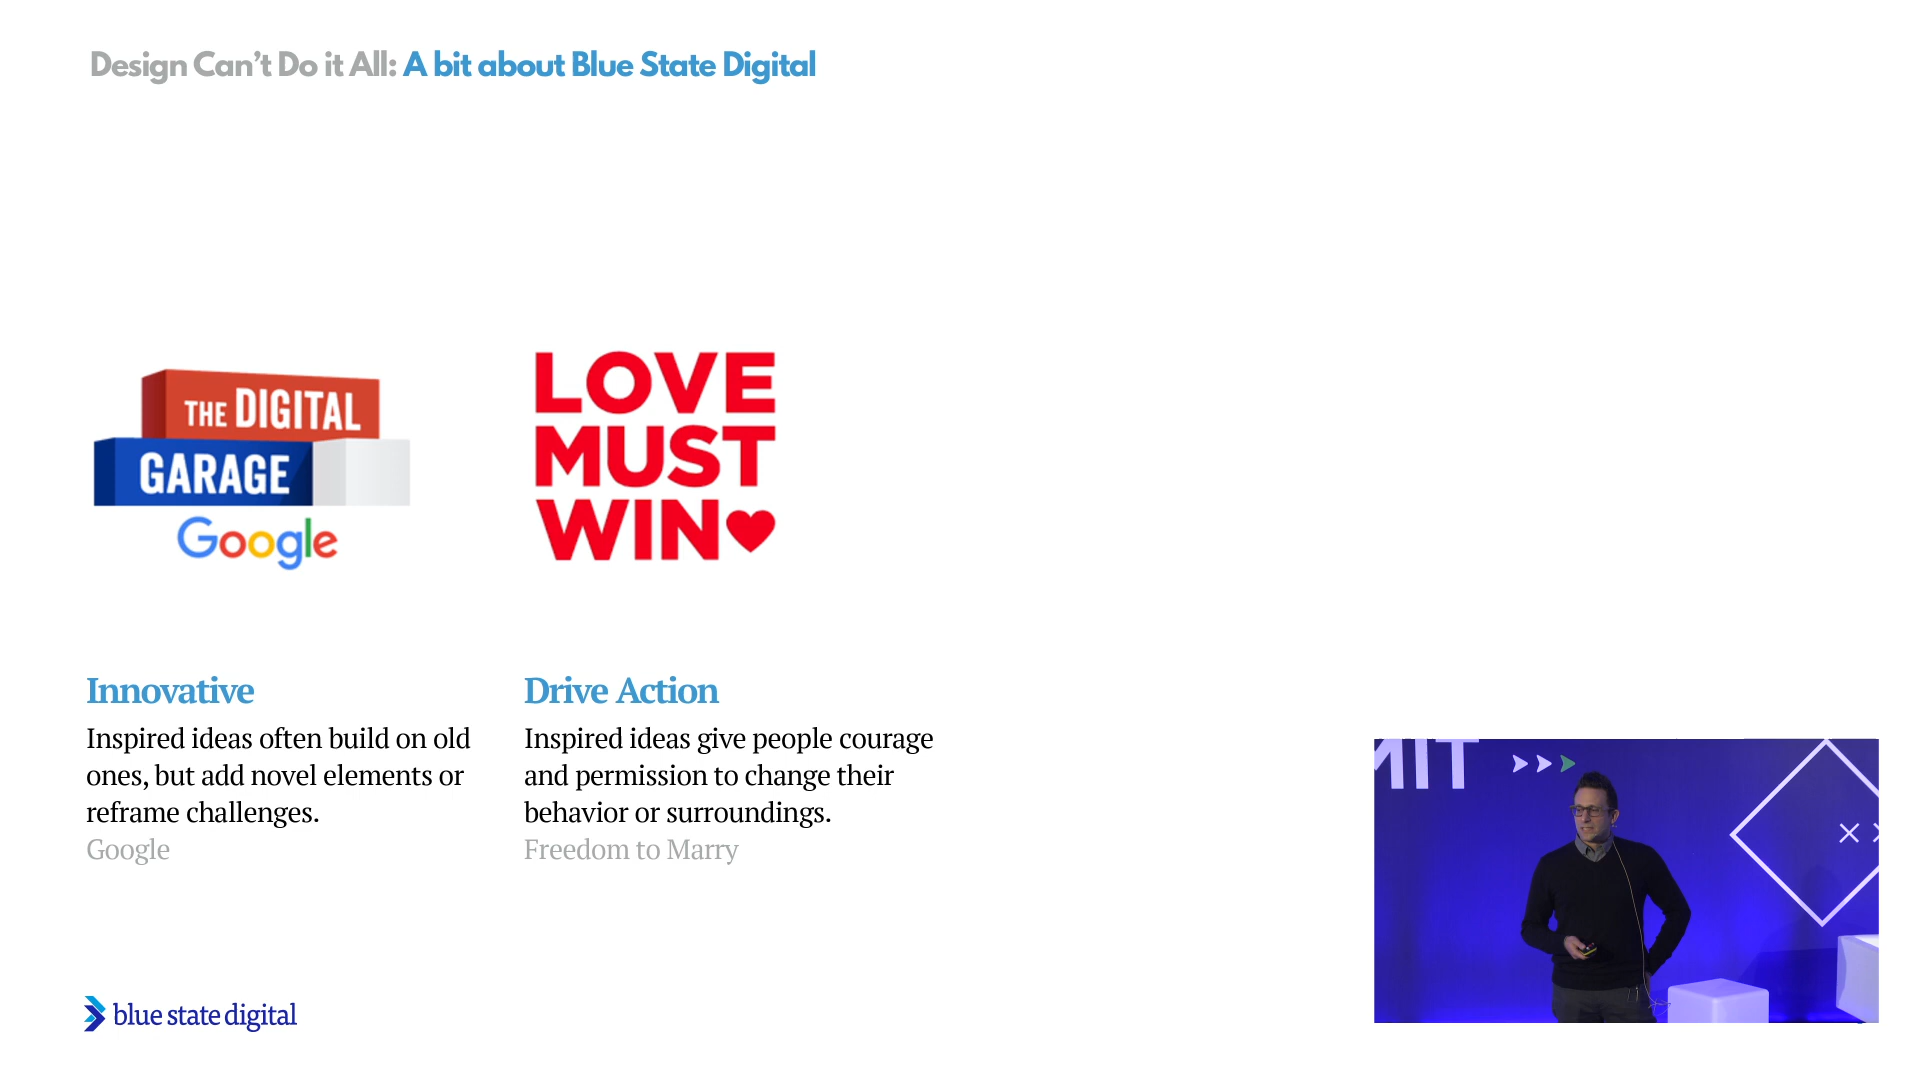 Design Can't Do it All: A bit about Blue State Digital
THE DIGITAL
GARAGE
Google
LOVE
MUST
WIN
Innovative
Inspired ideas often build on old
ones, but add novel elements or
reframe challenges.
Google
Drive Action
Inspired ideas give people courage
and permission to change their
behavior or surroundings.
Freedom to Marry
MIT
blue state digital